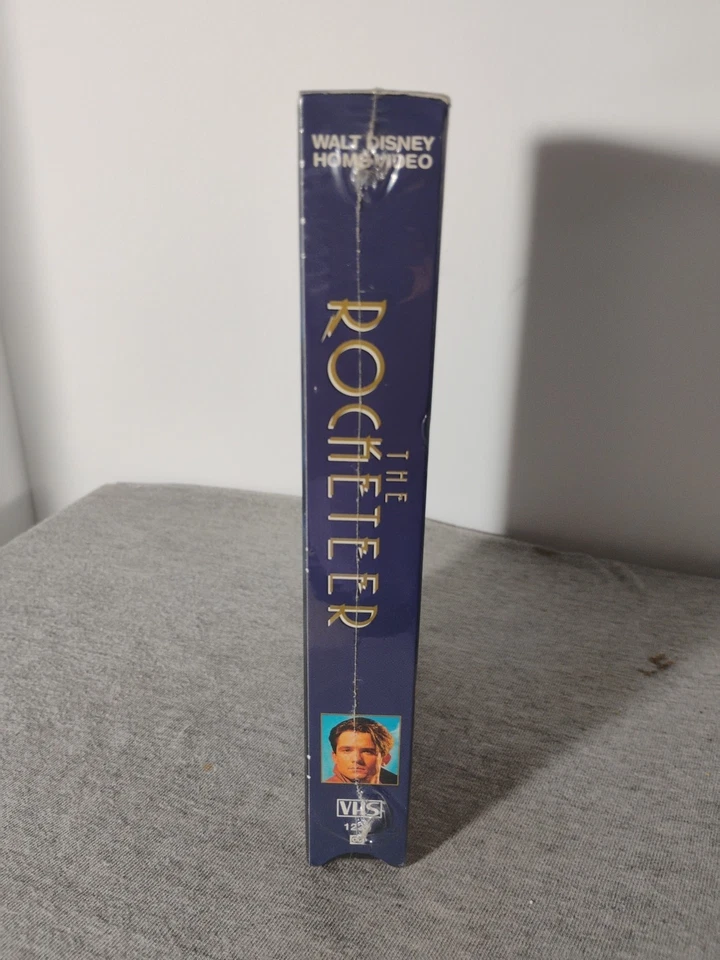 WALT DISNEY
HOME VIDEO
THE
ROCKETEER
VHS